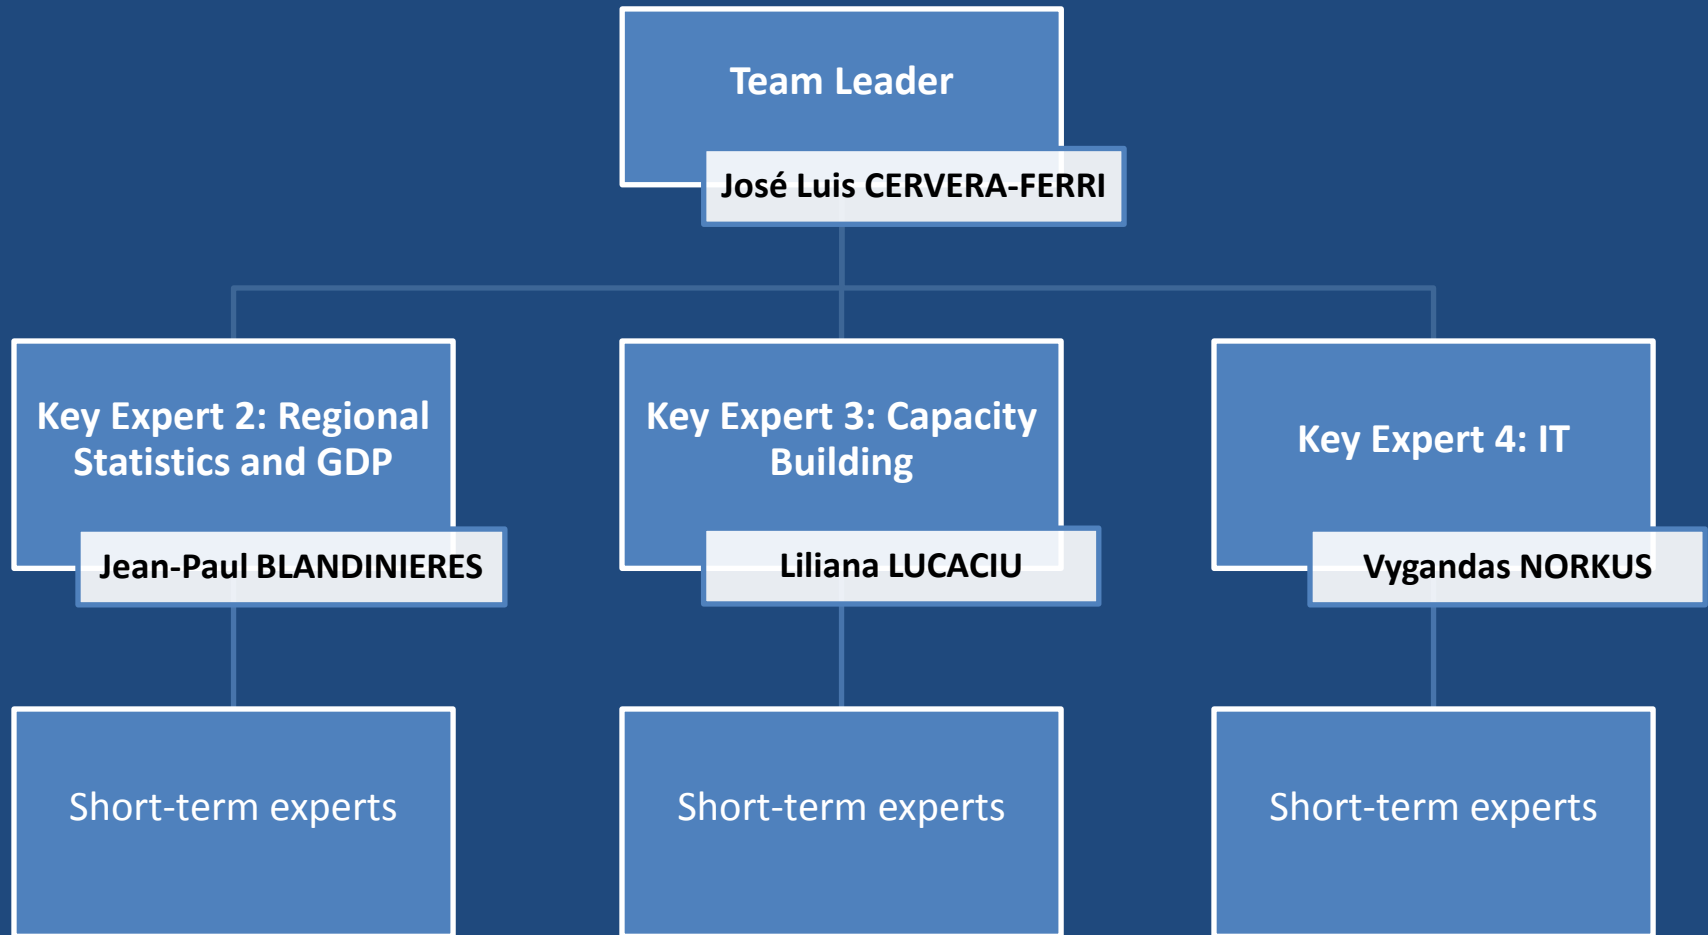 Team Leader
José Luis CERVERA-FERRI
Key Expert 2: Regional
Statistics and GDP
Jean-Paul BLANDINIERES
Key Expert 3: Capacity
Building
Liliana LUCACIU
Key Expert 4: IT
Vygandas NORKUS
Short-term experts
Short-term experts
Short-term experts